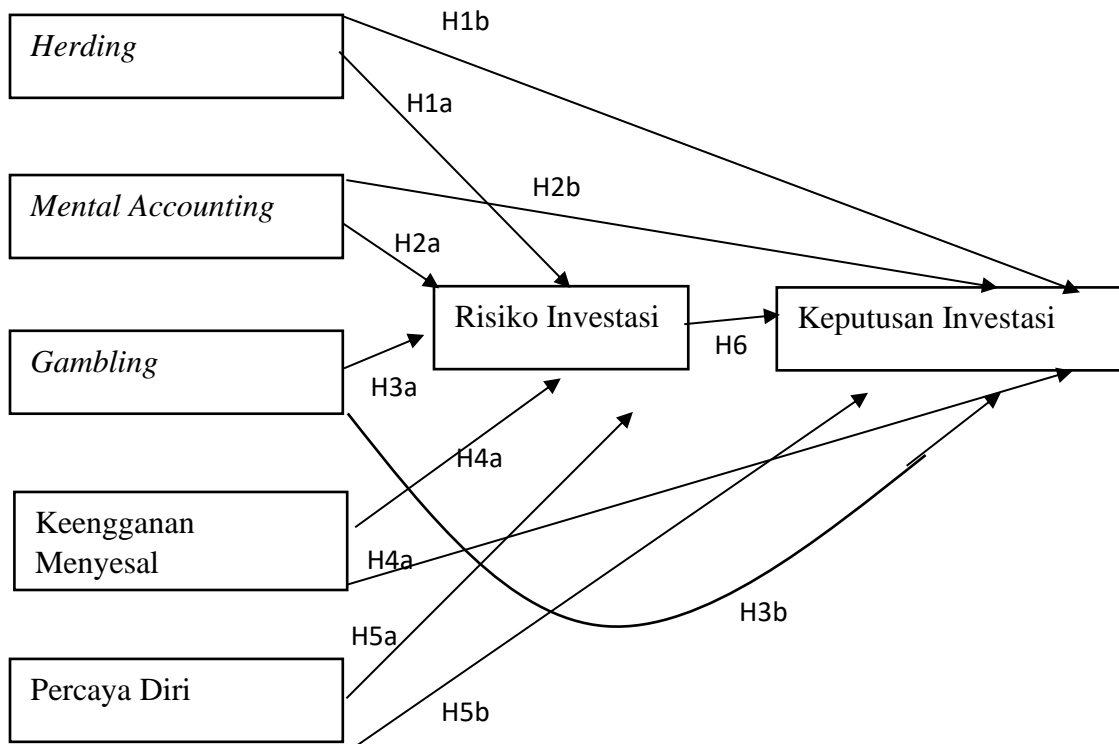 H1b
Herding
H1a
Mental Accounting
H2b
H2a
Risiko Investasi
Keputusan Investasi
H6
Gambling
H3a
H4a
Keengganan
Menyesal
H4a
H3b
H5a
Percaya Diri
H5b